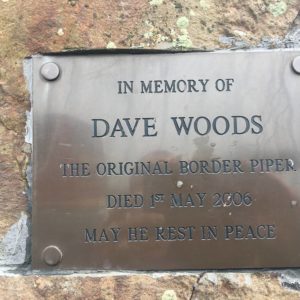 IN MEMORY OF
DAVE WOODS
THE ORIGINAL BORDER PIPER
DIED 1ST MAY 2006
MAY HE REST IN PEACE